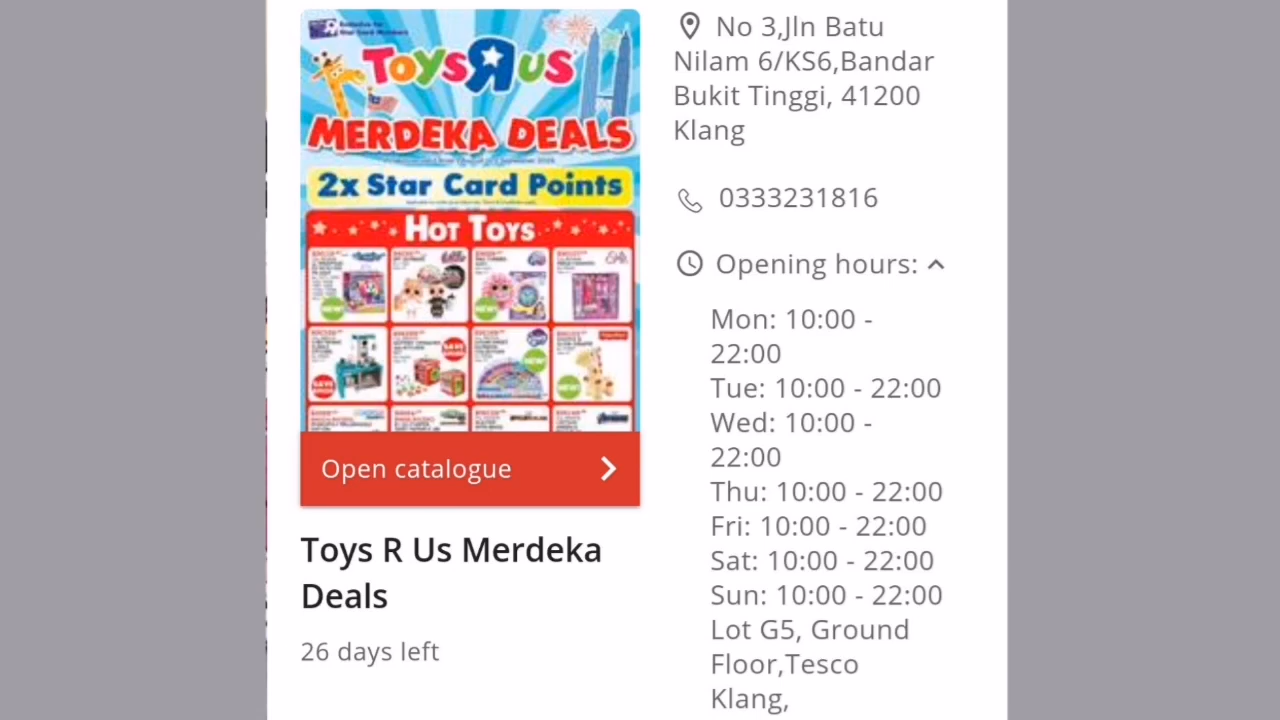 Toys R Us
MERDEKA DEALS
2x Star Card Points
HOT TOYS
Open catalogue
Toys R Us Merdeka
Deals
26 days left
No 3,Jln Batu
Nilam 6/KS6,Bandar
Bukit Tinggi, 41200
Klang
0333231816
Opening hours:
Mon: 10:00 -
22:00
Tue: 10:00 - 22:00
Wed: 10:00 -
22:00
Thu: 10:00 - 22:00
Fri: 10:00 - 22:00
Sat: 10:00 - 22:00
Sun: 10:00 - 22:00
Lot G5, Ground
Floor,Tesco
Klang,